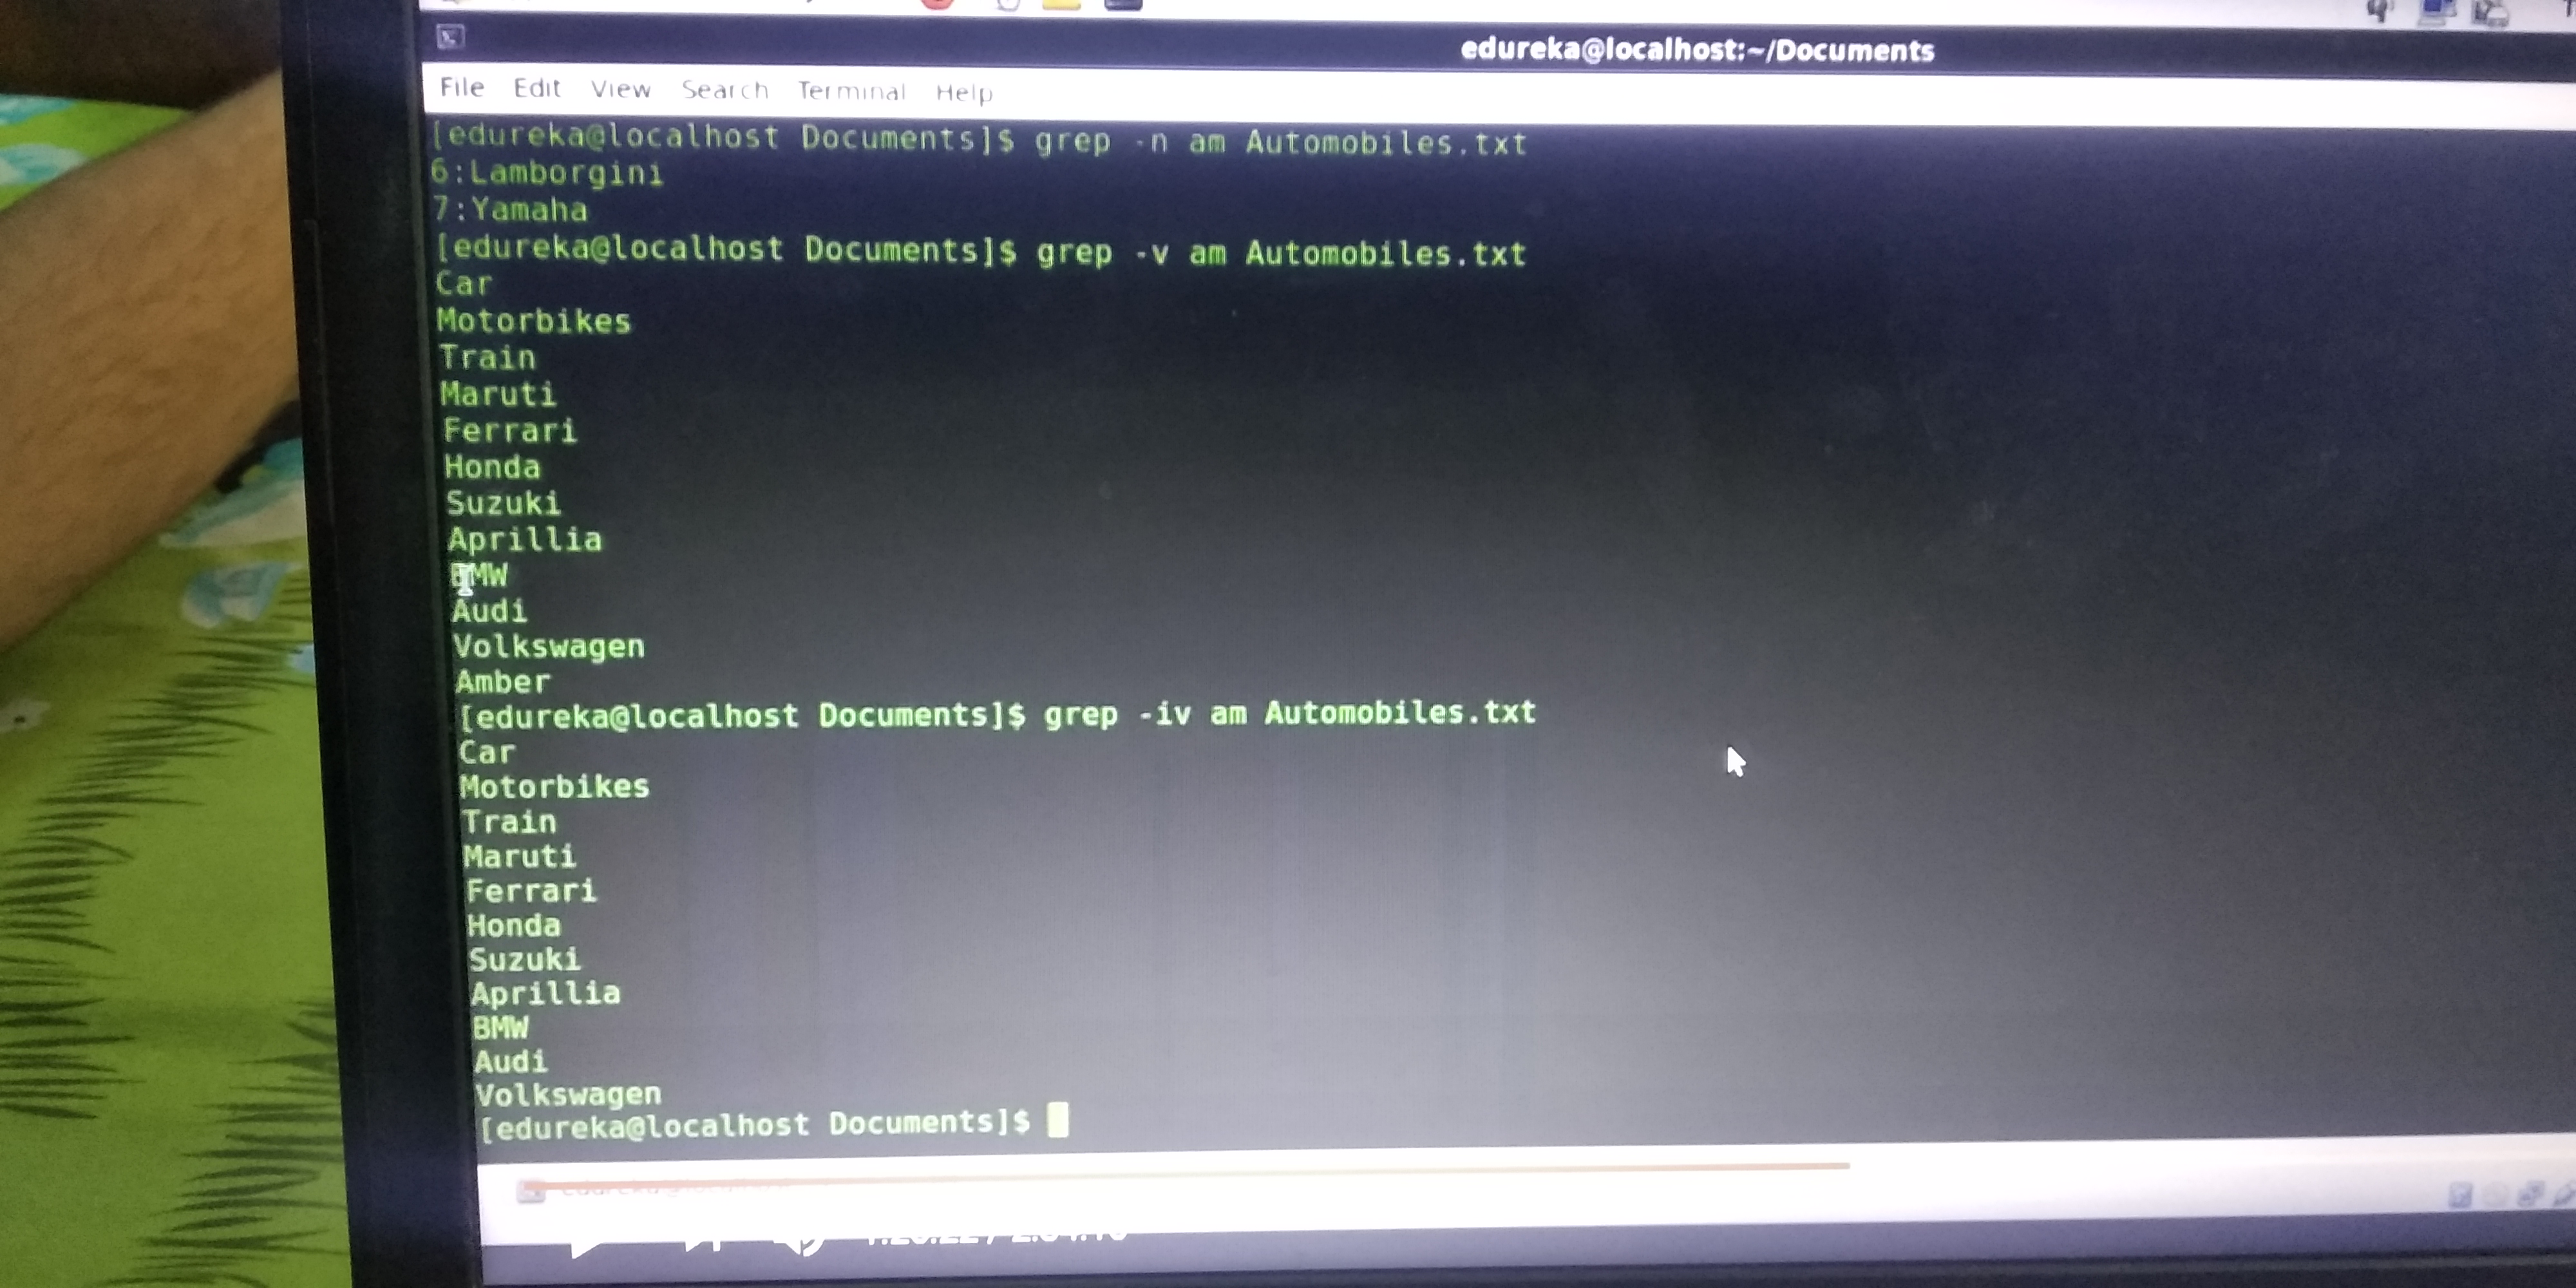 edureka@localhost:~/Documents
File Edit View Search Terminal Help
[edureka@localhost Documents]$ grep -n am Automobiles.txt
6:Lamborgini
7:Yamaha
[edureka@localhost Documents]$ grep -v am Automobiles.txt
Car
Motorbikes
Train
Maruti
Ferrari
Honda
Suzuki
Aprillia
BMW
Audi
Volkswagen
Amber
[edureka@localhost Documents]$ grep -iv am Automobiles.txt
Car
Motorbikes
Train
Maruti
Ferrari
Honda
Suzuki
Aprillia
BMW
Audi
Volkswagen
[edureka@localhost Documents]$